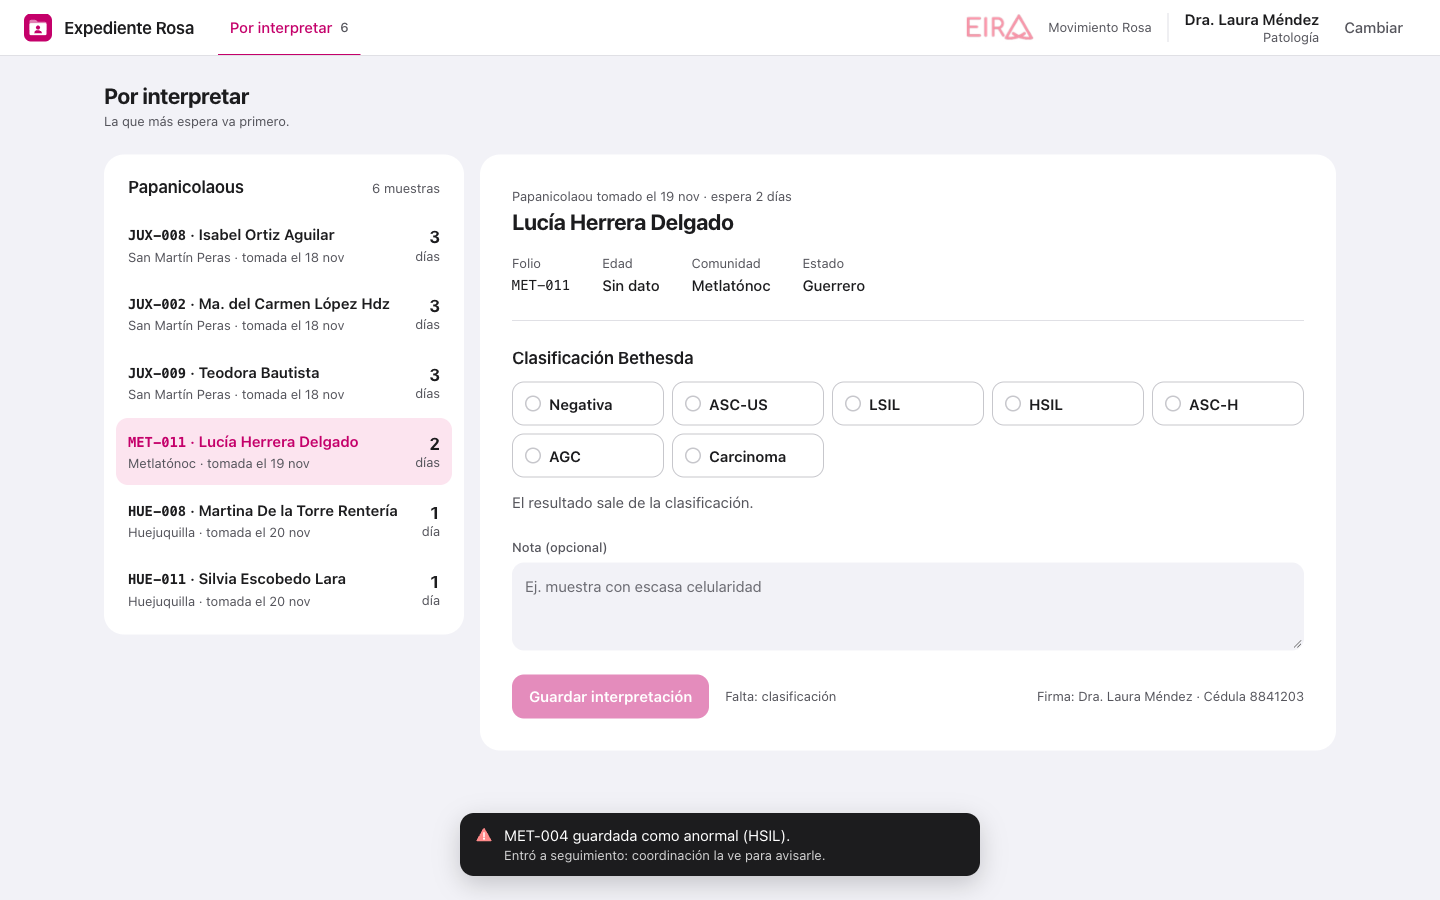 Expediente Rosa
Por interpretar 6
EIRA
Movimiento Rosa
Dra. Laura Méndez
Patología
Cambiar
Por interpretar
La que más espera va primero.
Papanicolaous
6 muestras
JUX-008 · Isabel Ortiz Aguilar
San Martín Peras · tomada el 18 nov
3
días
JUX-002 · Ma. del Carmen López Hdz
San Martín Peras · tomada el 18 nov
3
días
JUX-009 · Teodora Bautista
San Martín Peras · tomada el 18 nov
3
días
MET-011 · Lucía Herrera Delgado
Metlatónoc · tomada el 19 nov
2
días
HUE-008 · Martina De la Torre Rentería
Huejuquilla · tomada el 20 nov
1
día
HUE-011 · Silvia Escobedo Lara
Huejuquilla · tomada el 20 nov
1
día
Papanicolaou tomado el 19 nov · espera 2 días
Lucía Herrera Delgado
Folio
MET-011
Edad
Sin dato
Comunidad
Metlatónoc
Estado
Guerrero
Clasificación Bethesda
Negativa
ASC-US
LSIL
HSIL
ASC-H
AGC
Carcinoma
El resultado sale de la clasificación.
Nota (opcional)
Ej. muestra con escasa celularidad
Guardar interpretación
Falta: clasificación
Firma: Dra. Laura Méndez · Cédula 8841203
MET-004 guardada como anormal (HSIL).
Entró a seguimiento: coordinación la ve para avisarle.